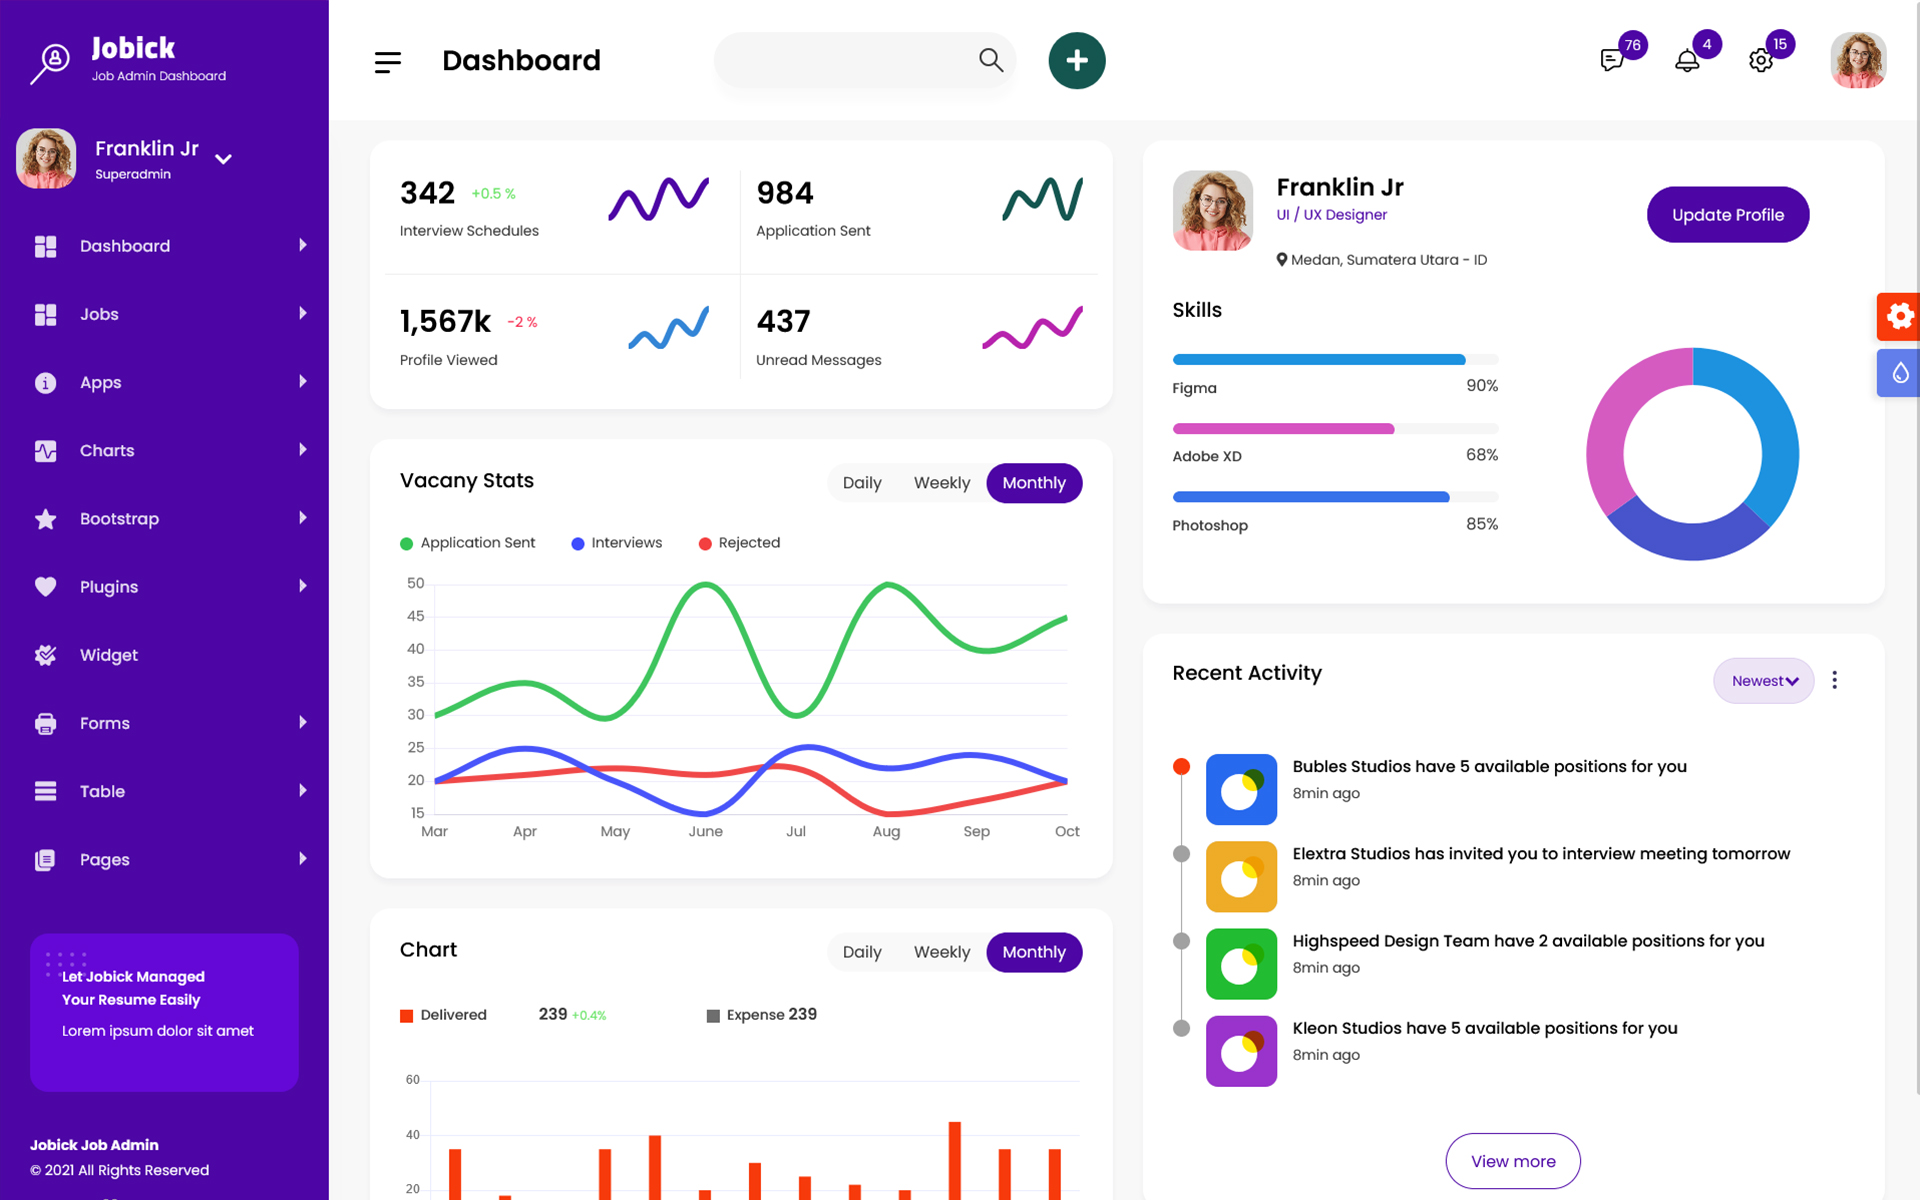 Jobick
Job Admin Dashboard
Franklin Jr
Superadmin
Dashboard
Jobs
Apps
Charts
Bootstrap
Plugins
Widget
Forms
Table
Pages
Let Jobick Managed
Your Resume Easily
Lorem ipsum dolor sit amet
Jobick Job Admin
© 2021 All Rights Reserved
Dashboard
76
4
15
342 +0.5 %
Interview Schedules
984
Application Sent
1,567k -2 %
Profile Viewed
437
Unread Messages
Vacany Stats
Daily Weekly Monthly
Application Sent Interviews Rejected
50
45
40
35
30
25
20
15
Mar Apr May June Jul Aug Sep Oct
Chart
Daily Weekly Monthly
Delivered 239 +0.4% Expense 239
60
40
20
Franklin Jr
UI / UX Designer
Medan, Sumatera Utara - ID
Update Profile
Skills
Figma 90%
Adobe XD 68%
Photoshop 85%
Recent Activity
Newest
Bubles Studios have 5 available positions for you
8min ago
Elextra Studios has invited you to interview meeting tomorrow
8min ago
Highspeed Design Team have 2 available positions for you
8min ago
Kleon Studios have 5 available positions for you
8min ago
View more